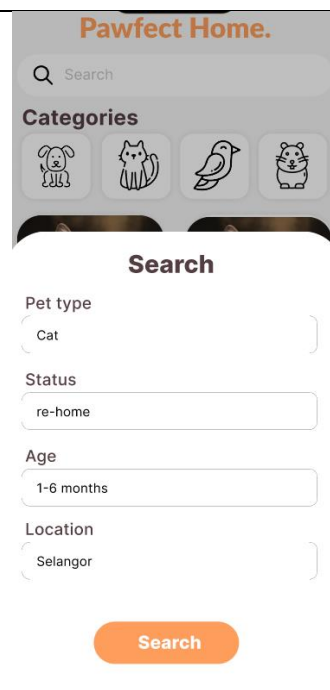 Pawfect Home.
Search
Categories
Search
Pet type
Cat
Status
re-home
Age
1-6 months
Location
Selangor
Search